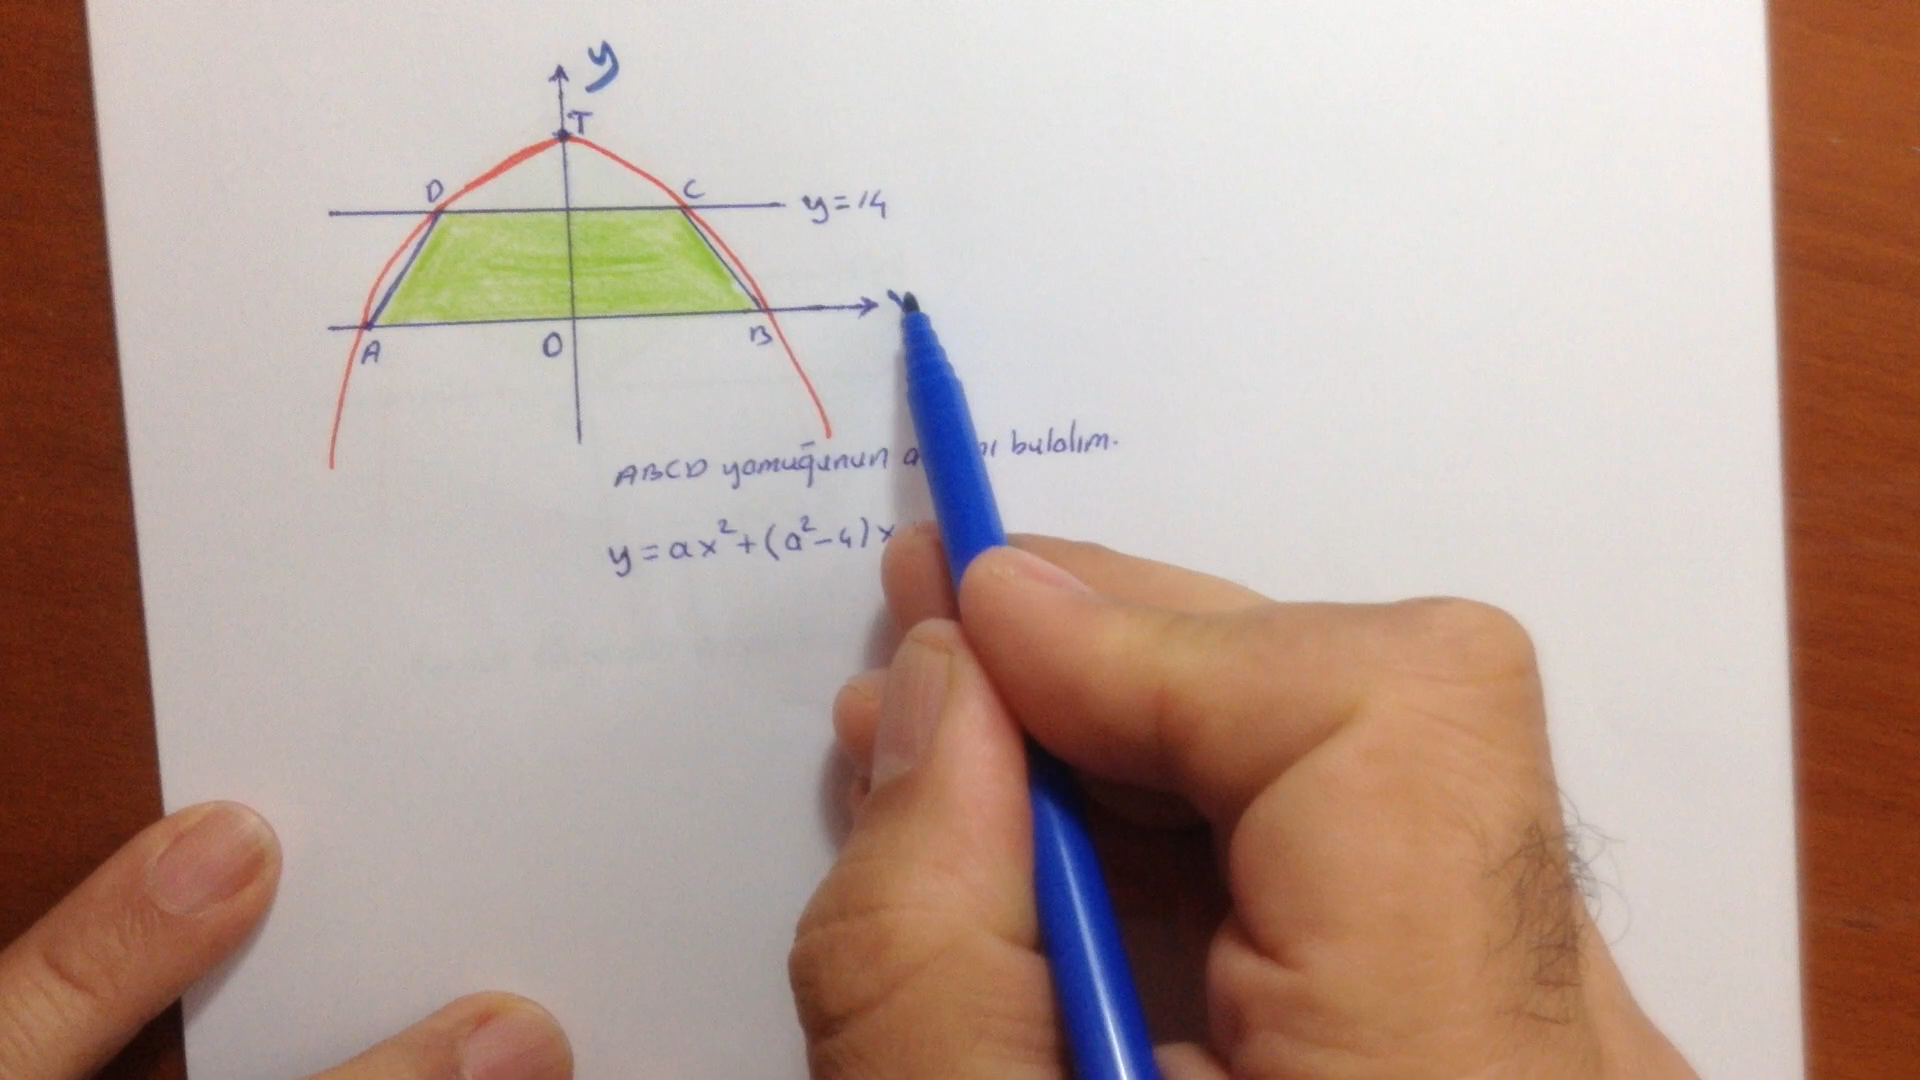 y
T
D C
y=14
A O B
ABCD yamuğunun bulalım.
y=ax²+(a²-4)x